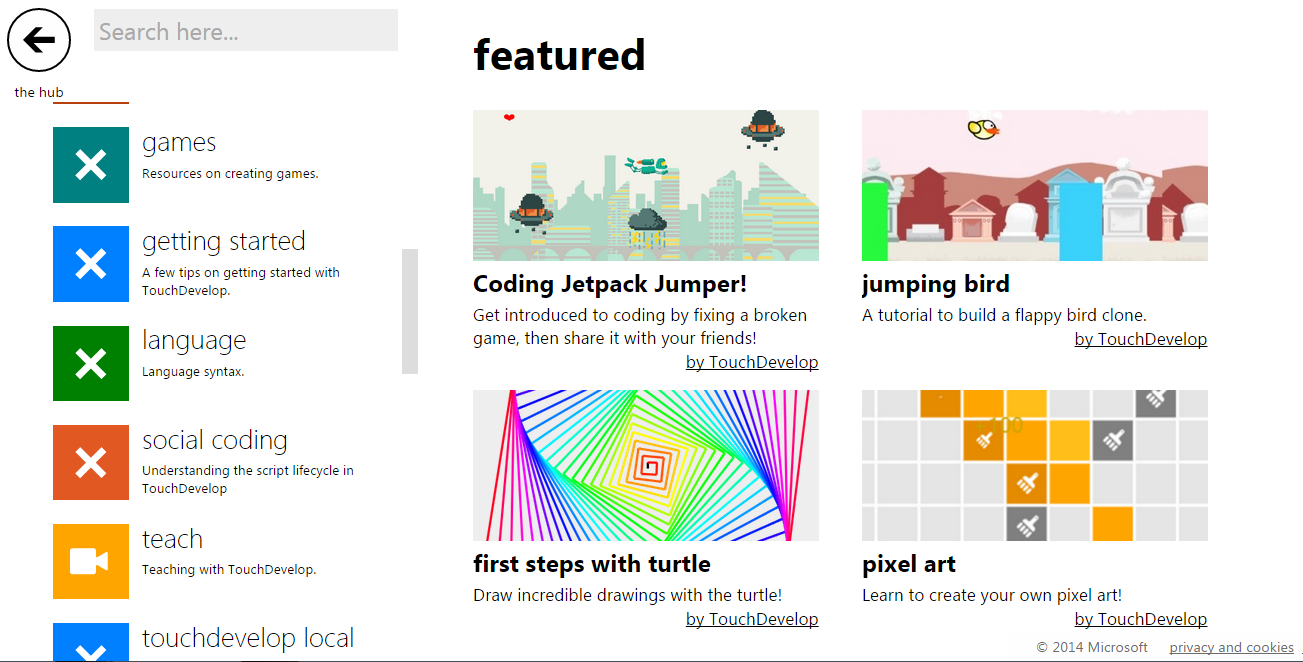 Search here...
the hub
games
Resources on creating games.
getting started
A few tips on getting started with
TouchDevelop.
language
Language syntax.
social coding
Understanding the script lifecycle in
TouchDevelop
teach
Teaching with TouchDevelop.
touchdevelop local
featured
Coding Jetpack Jumper!
Get introduced to coding by fixing a broken
game, then share it with your friends!
by TouchDevelop
jumping bird
A tutorial to build a flappy bird clone.
by TouchDevelop
first steps with turtle
Draw incredible drawings with the turtle!
by TouchDevelop
pixel art
Learn to create your own pixel art!
by TouchDevelop
© 2014 Microsoft privacy and cookies